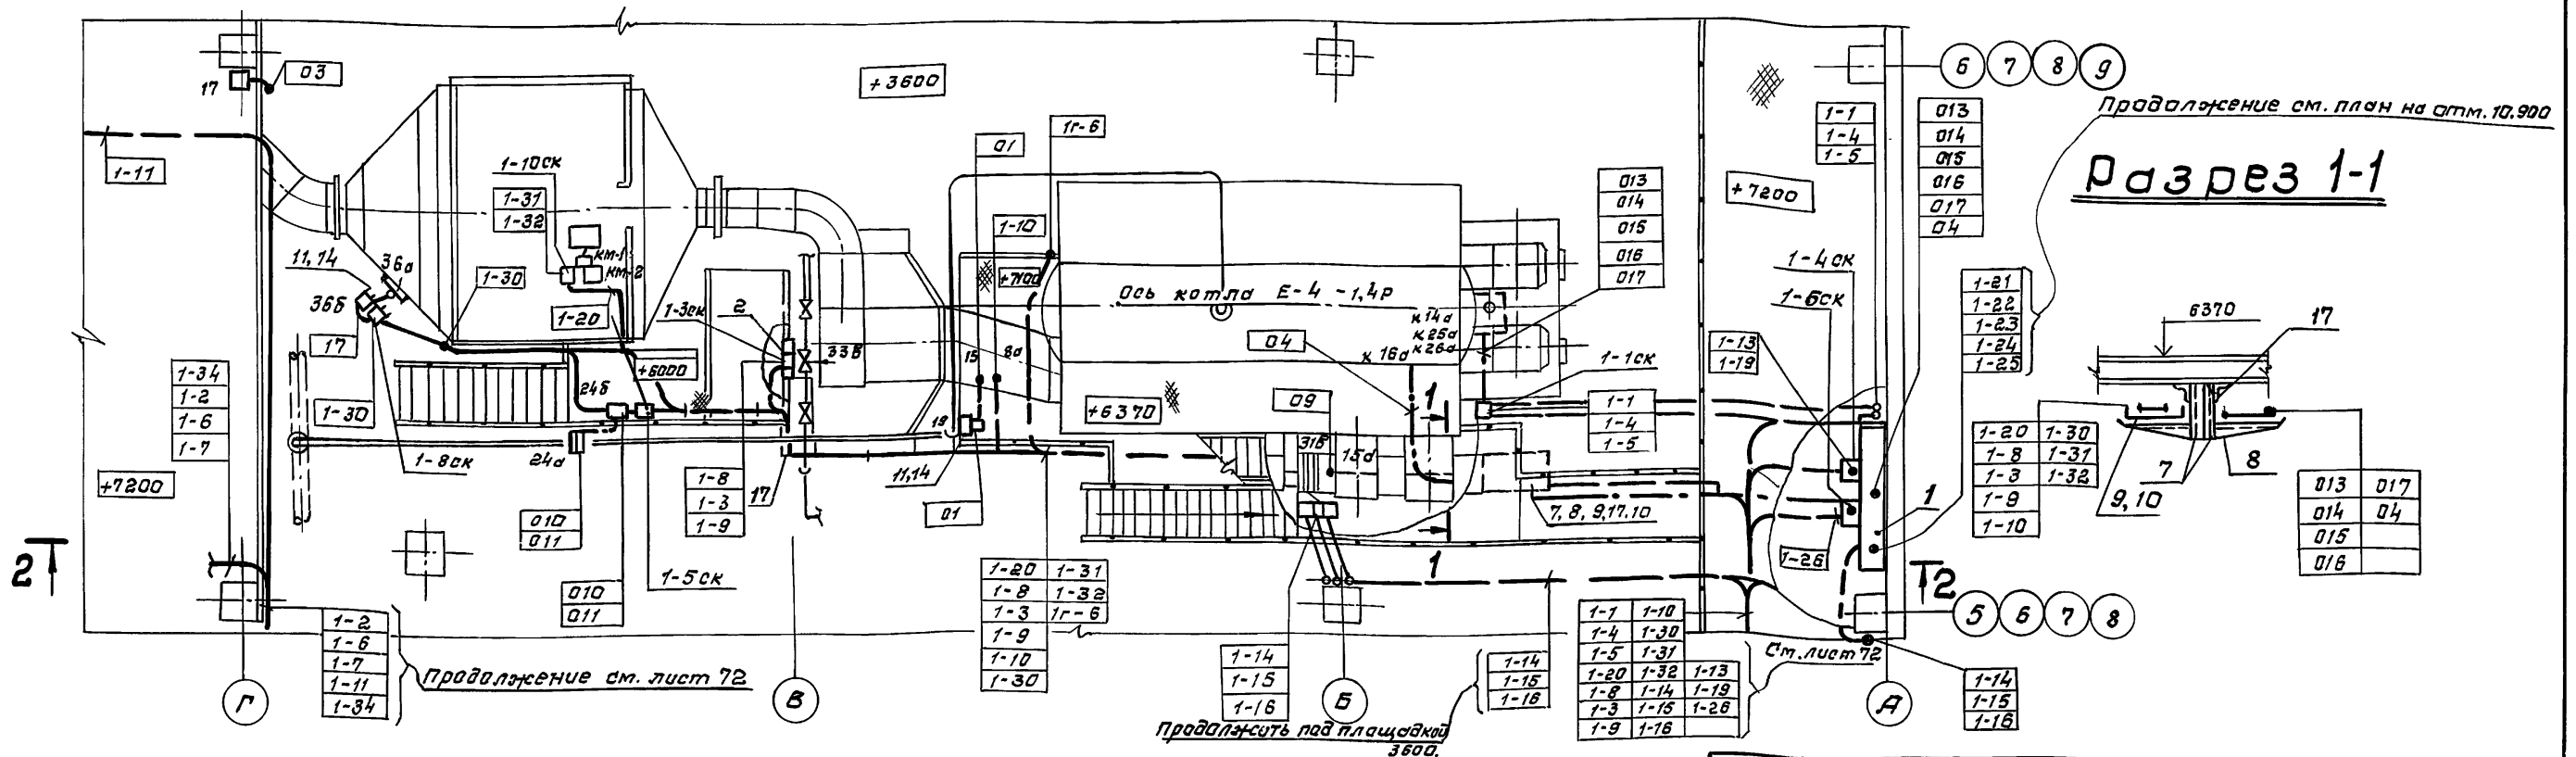 17
03
+3600
1-11
1-10ск
1-31
1-32
км-1
км-2
11,14
36а
36б
1-30
17
1-20
1-3ск
2
33в
01
1г-6
1-10
+7100
Ось котла Е-4-1,4р
013
014
015
016
017
к14а
к25а
к26а
к16а
04
1-1ск
1-1
1-4
1-5
09
31б
15а
+6370
15
8а
19
11,14
01
+6000
24б
24а
1-30
1-8ск
1-34
1-2
1-6
1-7
+7200
010
011
010
011
1-5ск
1-8
1-3
1-9
17
1-20 1-31
1-8 1-32
1-3 1г-6
1-9
1-10
1-30
1-2
1-6
1-7
1-11
1-34
Продолжение см. лист 72
2
Г
В
Б
А
1-14
1-15
1-16
Продолжить под площадкой
3600.
1-14
1-15
1-16
1
1
7, 8, 9, 17, 10
1-1 1-10
1-4 1-30
1-5 1-31
1-20 1-32 1-13
1-8 1-14 1-19
1-3 1-15 1-26
1-9 1-16
См. лист 72
1-14
1-15
1-16
2
5 6 7 8
1-26
1
1-13
1-19
1-6ск
1-4ск
+7200
1-1
1-4
1-5
6 7 8 9
013
014
015
016
017
04
Продолжение см. план на отм. 10.900
1-21
1-22
1-23
1-24
1-25
Разрез 1-1
6370
17
1-20 1-30
1-8 1-31
1-3 1-32
1-9
1-10
9,10
7
8
013 017
014 04
015
016